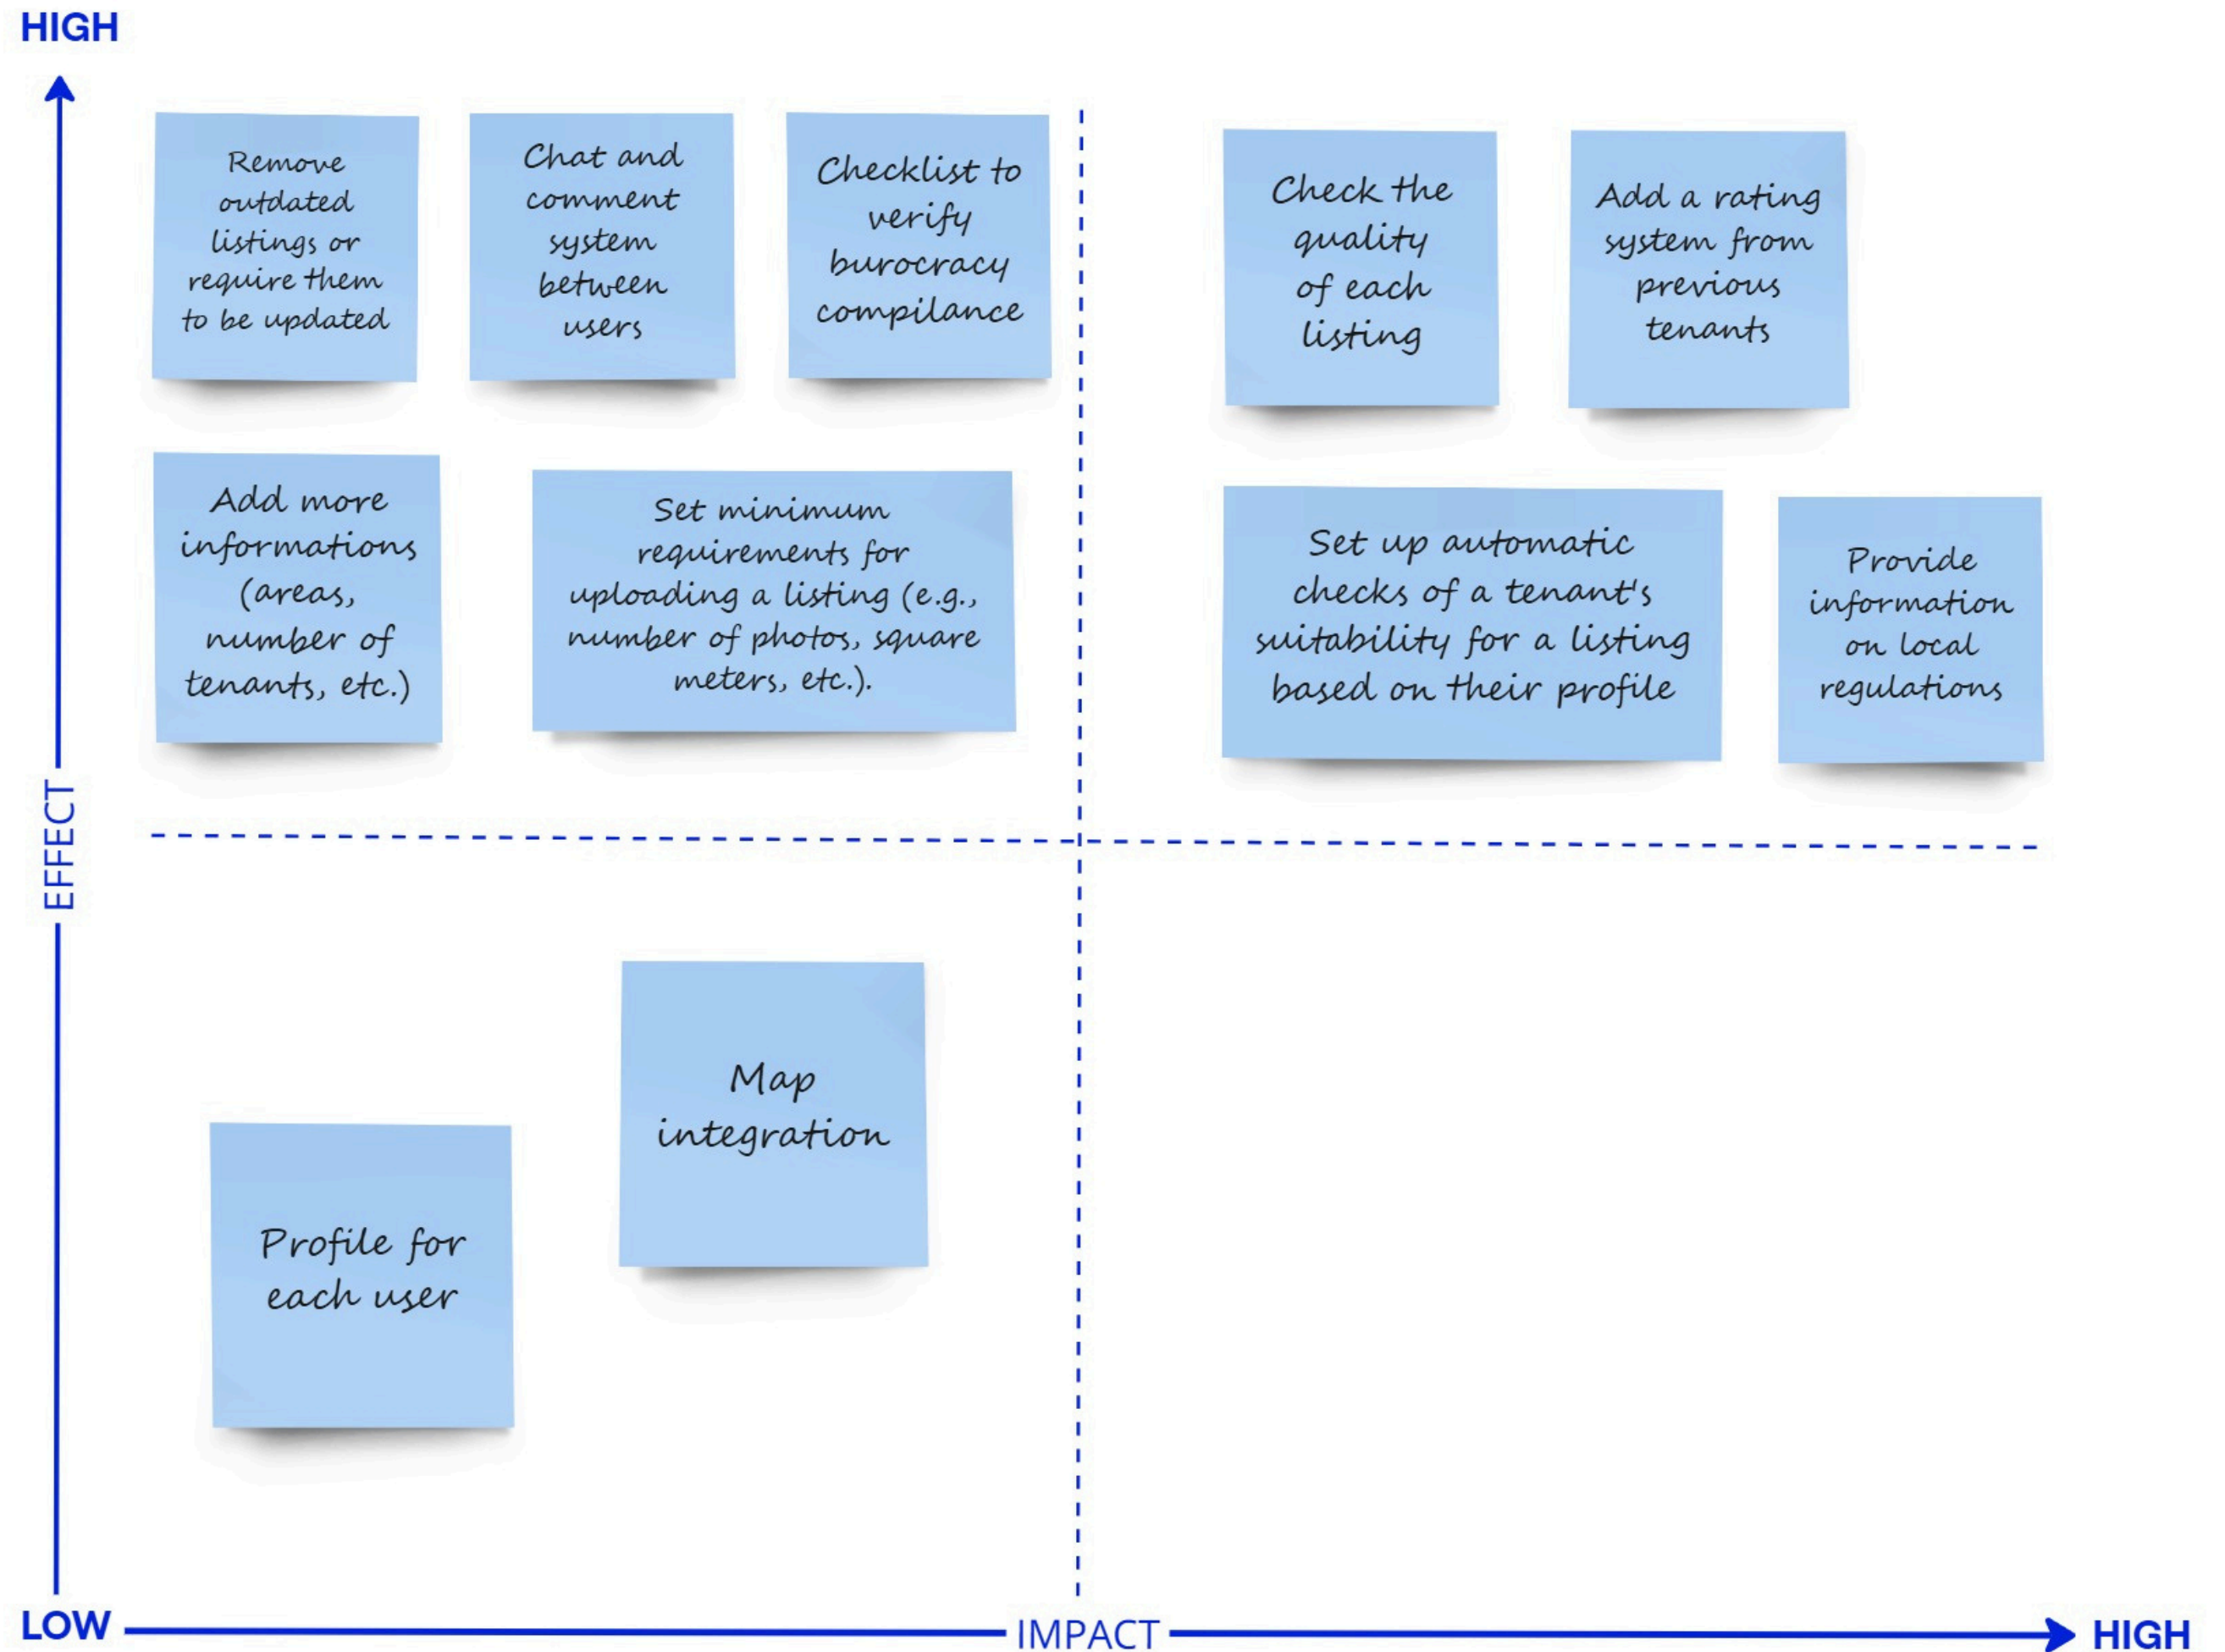 HIGH
Remove
outdated
listings or
require them
to be updated
Chat and
comment
system
between
users
Checklist to
verify
burocracy
compilance
Check the
quality
of each
listing
Add a rating
system from
previous
tenants
Add more
informations
(areas,
number of
tenants, etc.)
Set minimum
requirements for
uploading a listing (e.g.,
number of photos, square
meters, etc.).
Set up automatic
checks of a tenant's
suitability for a listing
based on their profile
Provide
information
on local
regulations
EFFECT
Map
integration
Profile for
each user
LOW
IMPACT
HIGH